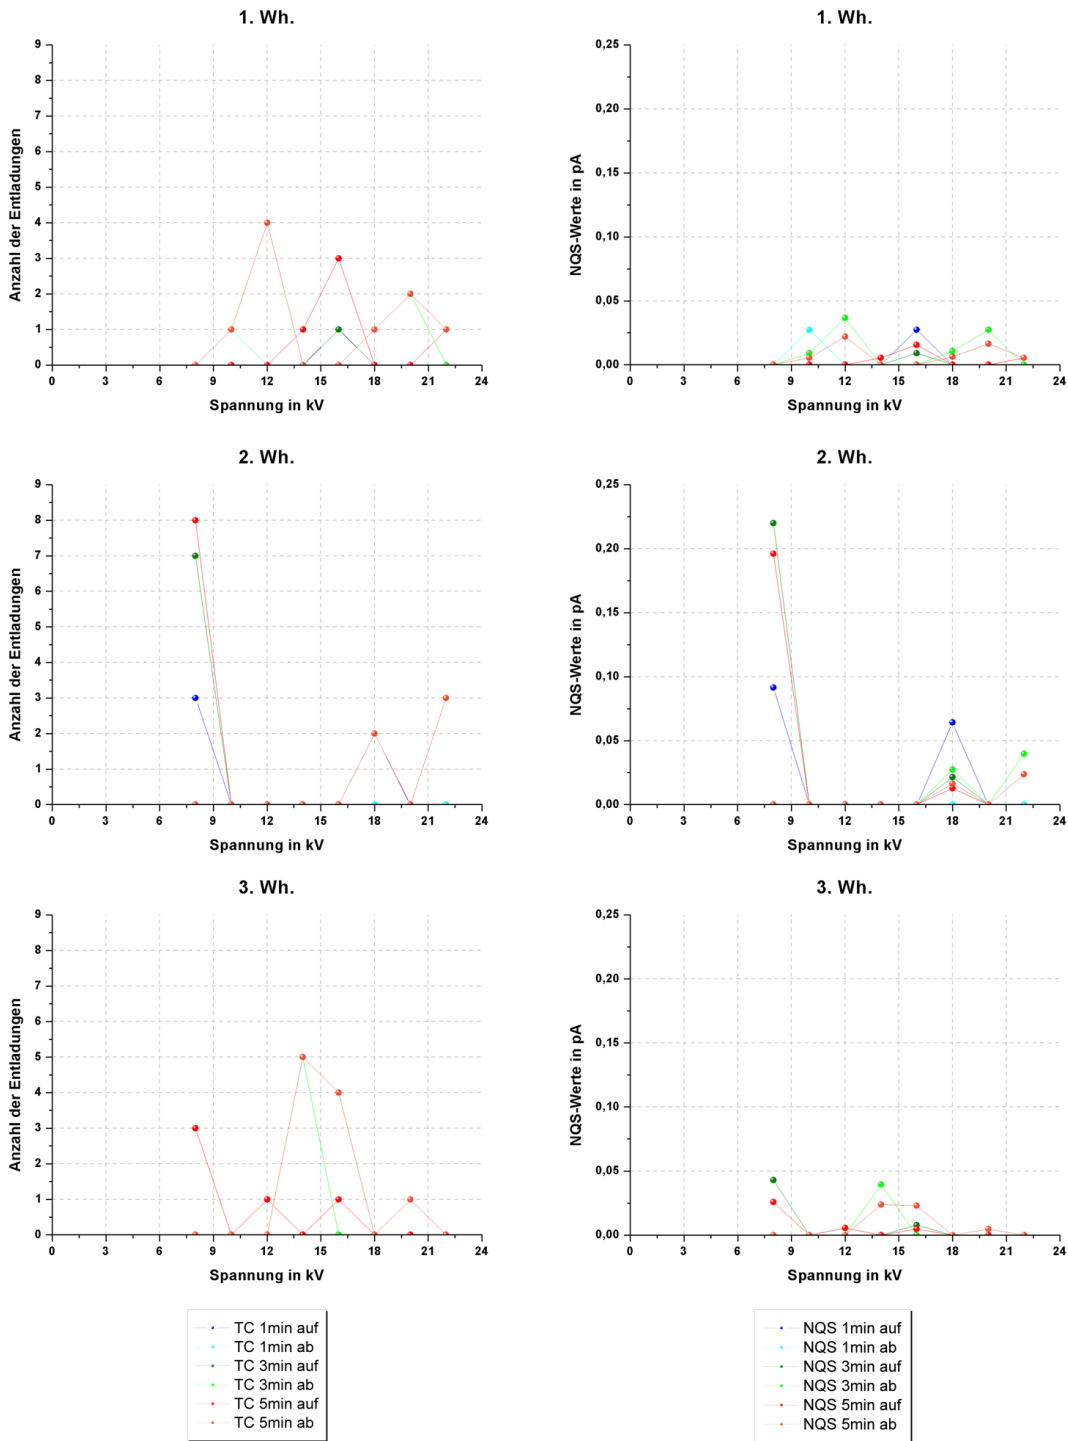 1. Wh.
9
8
7
6
5
4
3
2
1
0
Anzahl der Entladungen
0 3 6 9 12 15 18 21 24
Spannung in kV
1. Wh.
0,25
0,20
0,15
0,10
0,05
0,00
NQS-Werte in pA
0 3 6 9 12 15 18 21 24
Spannung in kV
2. Wh.
9
8
7
6
5
4
3
2
1
0
Anzahl der Entladungen
0 3 6 9 12 15 18 21 24
Spannung in kV
2. Wh.
0,25
0,20
0,15
0,10
0,05
0,00
NQS-Werte in pA
0 3 6 9 12 15 18 21 24
Spannung in kV
3. Wh.
9
8
7
6
5
4
3
2
1
0
Anzahl der Entladungen
0 3 6 9 12 15 18 21 24
Spannung in kV
3. Wh.
0,25
0,20
0,15
0,10
0,05
0,00
NQS-Werte in pA
0 3 6 9 12 15 18 21 24
Spannung in kV
TC 1min auf
TC 1min ab
TC 3min auf
TC 3min ab
TC 5min auf
TC 5min ab
NQS 1min auf
NQS 1min ab
NQS 3min auf
NQS 3min ab
NQS 5min auf
NQS 5min ab